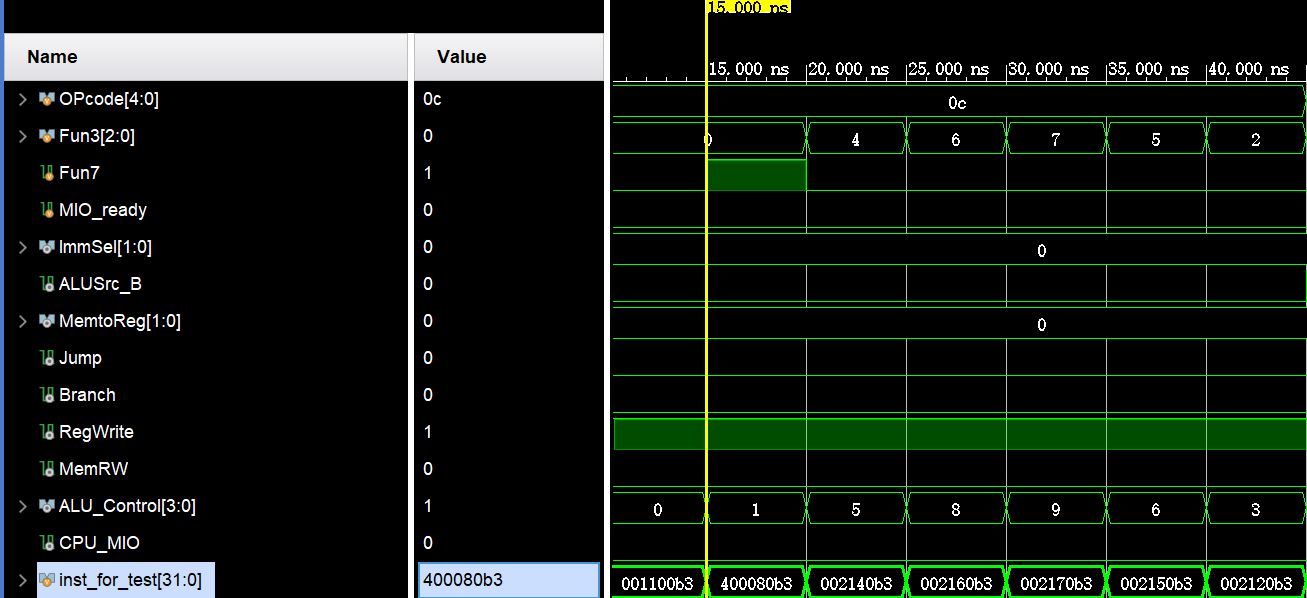 15.000 ns
Name Value
15.000 ns 20.000 ns 25.000 ns 30.000 ns 35.000 ns 40.000 ns
OPcode[4:0] 0c 0c
Fun3[2:0] 0 0 4 6 7 5 2
Fun7 1
MIO_ready 0
ImmSel[1:0] 0 0
ALUSrc_B 0
MemtoReg[1:0] 0 0
Jump 0
Branch 0
RegWrite 1
MemRW 0
ALU_Control[3:0] 1 0 1 5 8 9 6 3
CPU_MIO 0
inst_for_test[31:0] 400080b3 001100b3 400080b3 002140b3 002160b3 002170b3 002150b3 002120b3